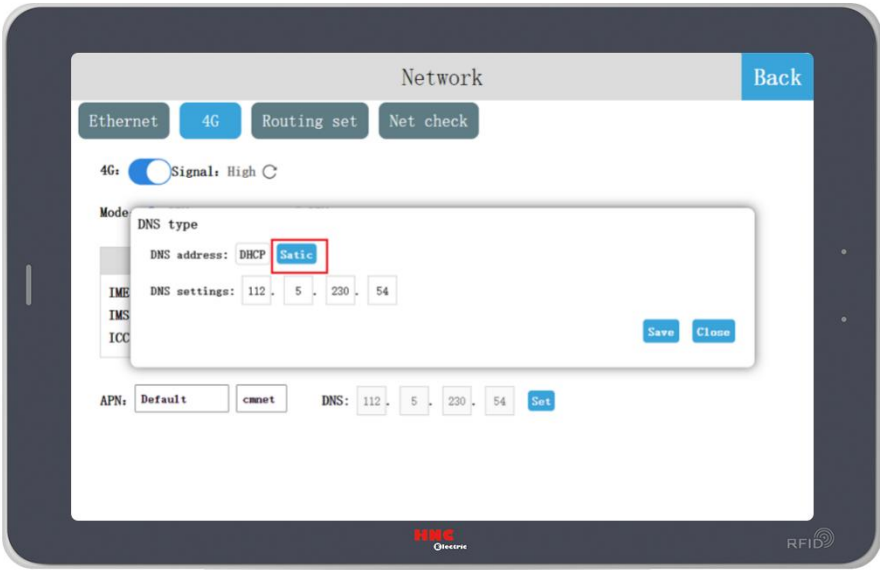 Network
Back
Ethernet
4G
Routing set
Net check
4G:
Signal: High
Mode
DNS type
DNS address: DHCP Satic
DNS settings: 112 . 5 . 230 . 54
IME
IMS
ICC
Save
Close
APN: Default cmnet DNS: 112 . 5 . 230 . 54 Set
HNC
Electric
RFID